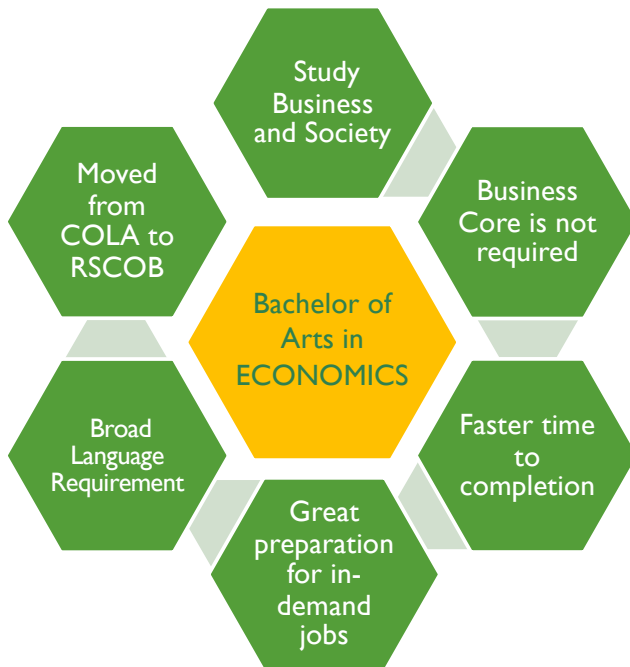 Study
Business
and Society
Business
Core is not
required
Faster time
to
completion
Great
preparation
for in-
demand
jobs
Broad
Language
Requirement
Moved
from
COLA to
RSCOB
Bachelor of
Arts in
ECONOMICS